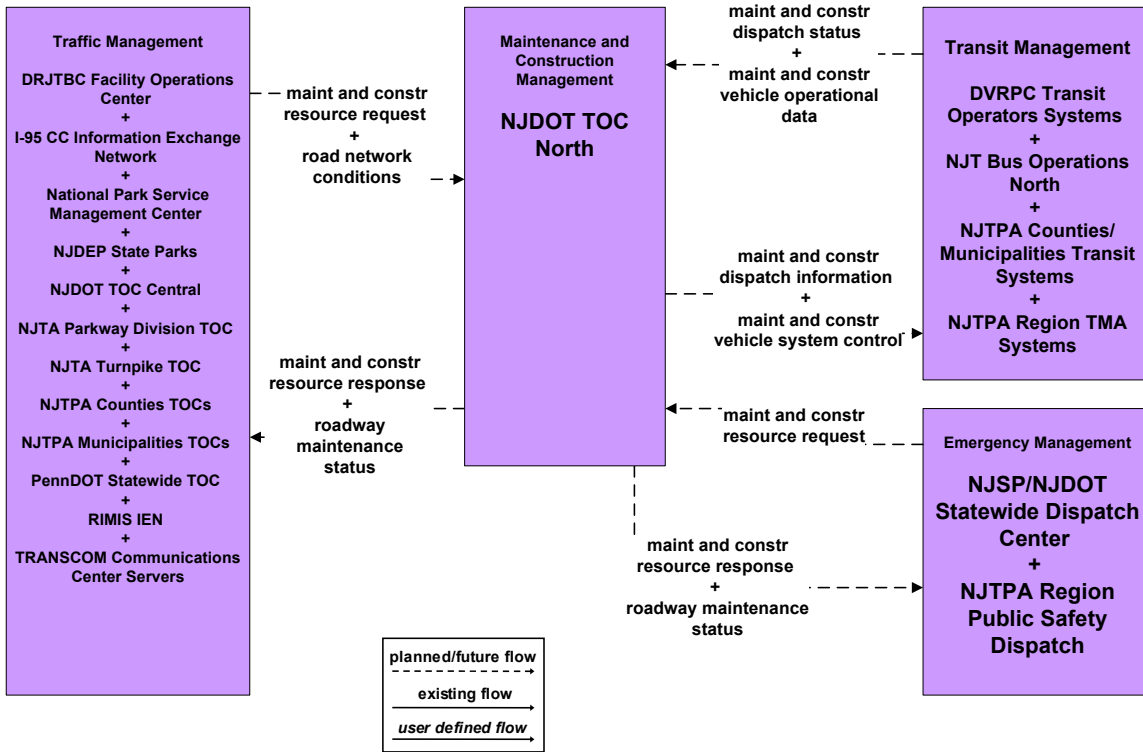 Traffic Management
DRJTBC Facility Operations
Center
+
I-95 CC Information Exchange
Network
+
National Park Service
Management Center
+
NJDEP State Parks
+
NJDOT TOC Central
+
NJTA Parkway Division TOC
+
NJTA Turnpike TOC
+
NJTPA Counties TOCs
+
NJTPA Municipalities TOCs
+
PennDOT Statewide TOC
+
RIMIS IEN
+
TRANSCOM Communications
Center Servers
maint and constr
resource request
+
road network
conditions
maint and constr
resource response
+
roadway
maintenance
status
Maintenance and
Construction
Management
NJDOT TOC
North
maint and constr
dispatch status
+
maint and constr
vehicle operational
data
maint and constr
dispatch information
+
maint and constr
vehicle system control
maint and constr
resource request
maint and constr
resource response
+
roadway maintenance
status
Transit Management
DVRPC Transit
Operators Systems
+
NJT Bus Operations
North
+
NJTPA Counties/
Municipalities Transit
Systems
+
NJTPA Region TMA
Systems
Emergency Management
NJSP/NJDOT
Statewide Dispatch
Center
+
NJTPA Region
Public Safety
Dispatch
planned/future flow
existing flow
user defined flow